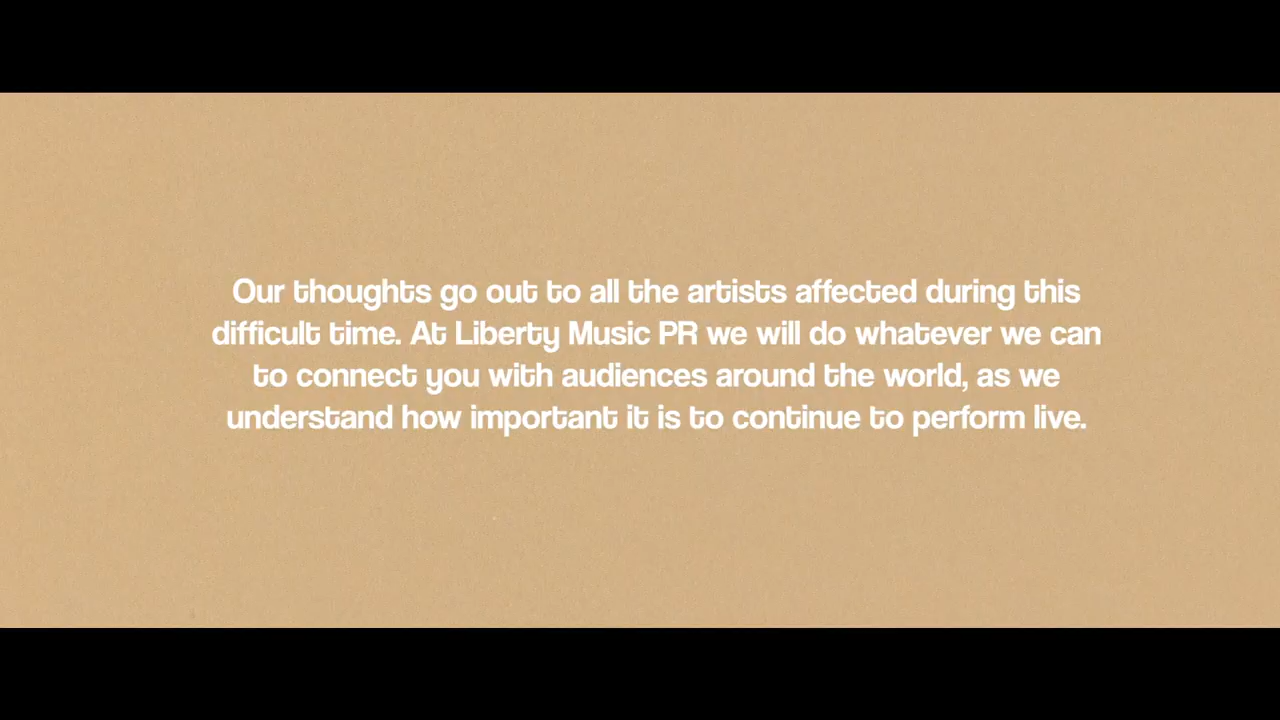 Our thoughts go out to all the artists affected during this
difficult time. At Liberty Music PR we will do whatever we can
to connect you with audiences around the world, as we
understand how important it is to continue to perform live.